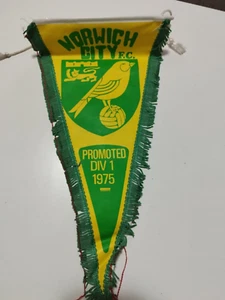 NORWICH
CITY F.C.
PROMOTED
DIV 1
1975